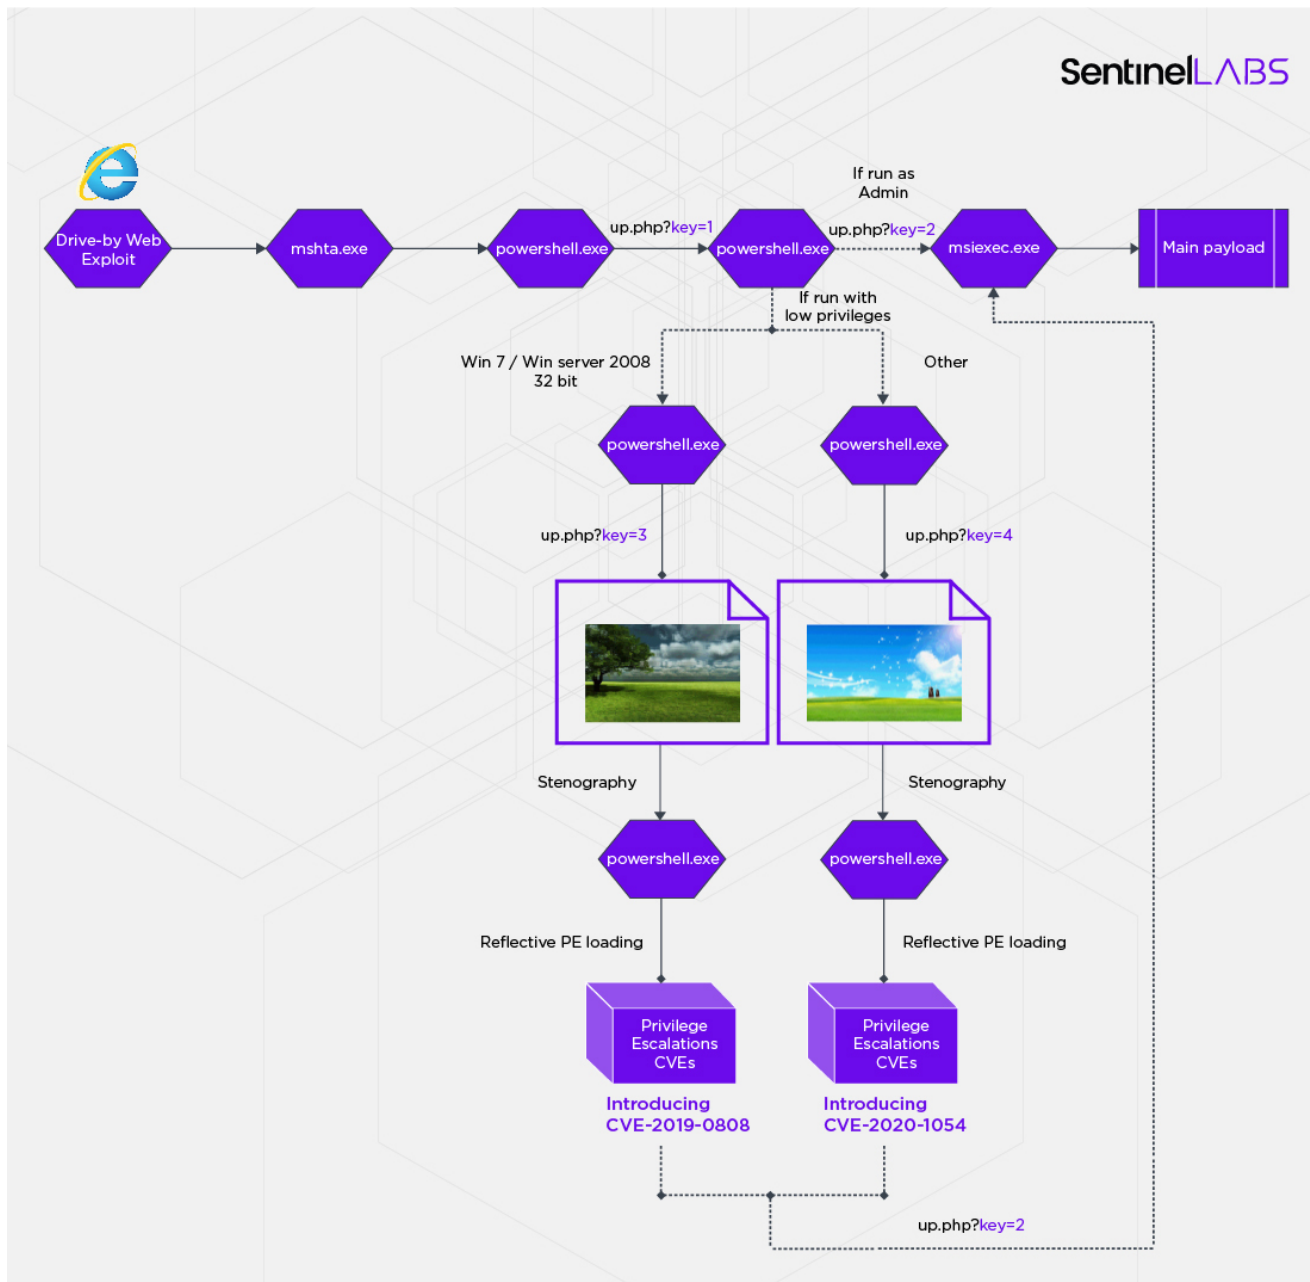 SentinelLABS
If run as
Admin
Drive-by Web
Exploit
mshta.exe
powershell.exe
up.php?key=1
powershell.exe
up.php?key=2
msiexec.exe
Main payload
If run with
low privileges
Win 7 / Win server 2008
32 bit
Other
powershell.exe
powershell.exe
up.php?key=3
up.php?key=4
Stenography
Stenography
powershell.exe
powershell.exe
Reflective PE loading
Reflective PE loading
Privilege
Escalations
CVEs
Privilege
Escalations
CVEs
Introducing
CVE-2019-0808
Introducing
CVE-2020-1054
up.php?key=2